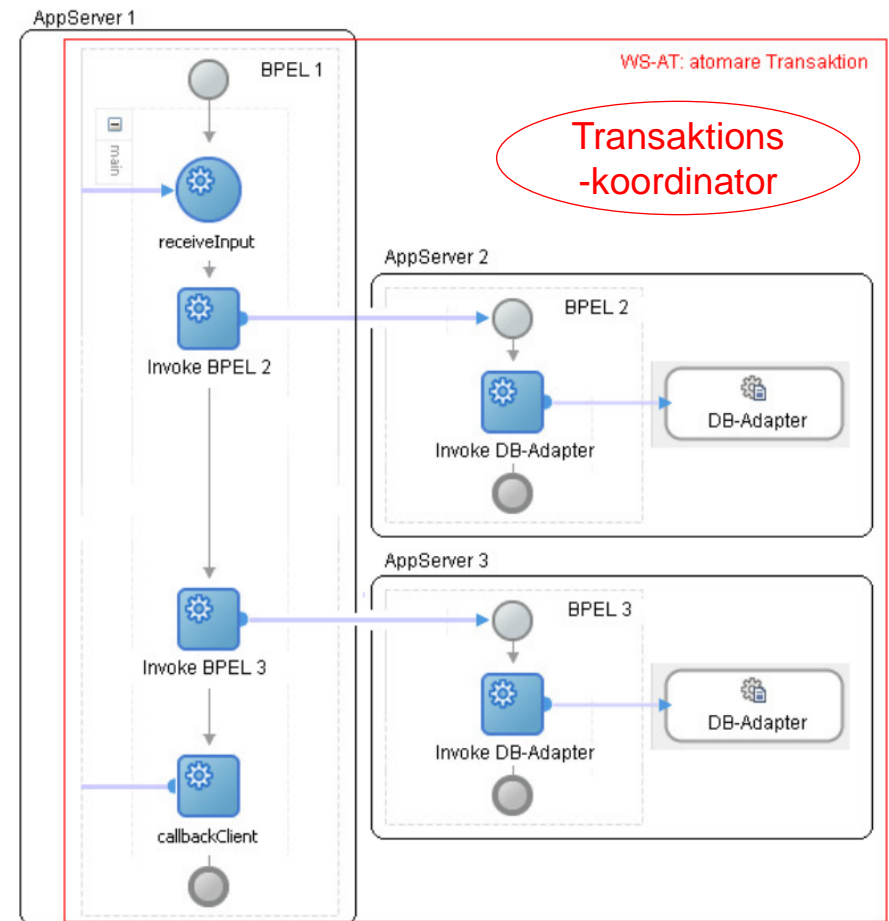 AppServer 1
BPEL 1
WS-AT: atomare Transaktion
Transaktions
-koordinator
main
receiveInput
Invoke BPEL 2
Invoke BPEL 3
callbackClient
AppServer 2
BPEL 2
Invoke DB-Adapter
DB-Adapter
AppServer 3
BPEL 3
Invoke DB-Adapter
DB-Adapter